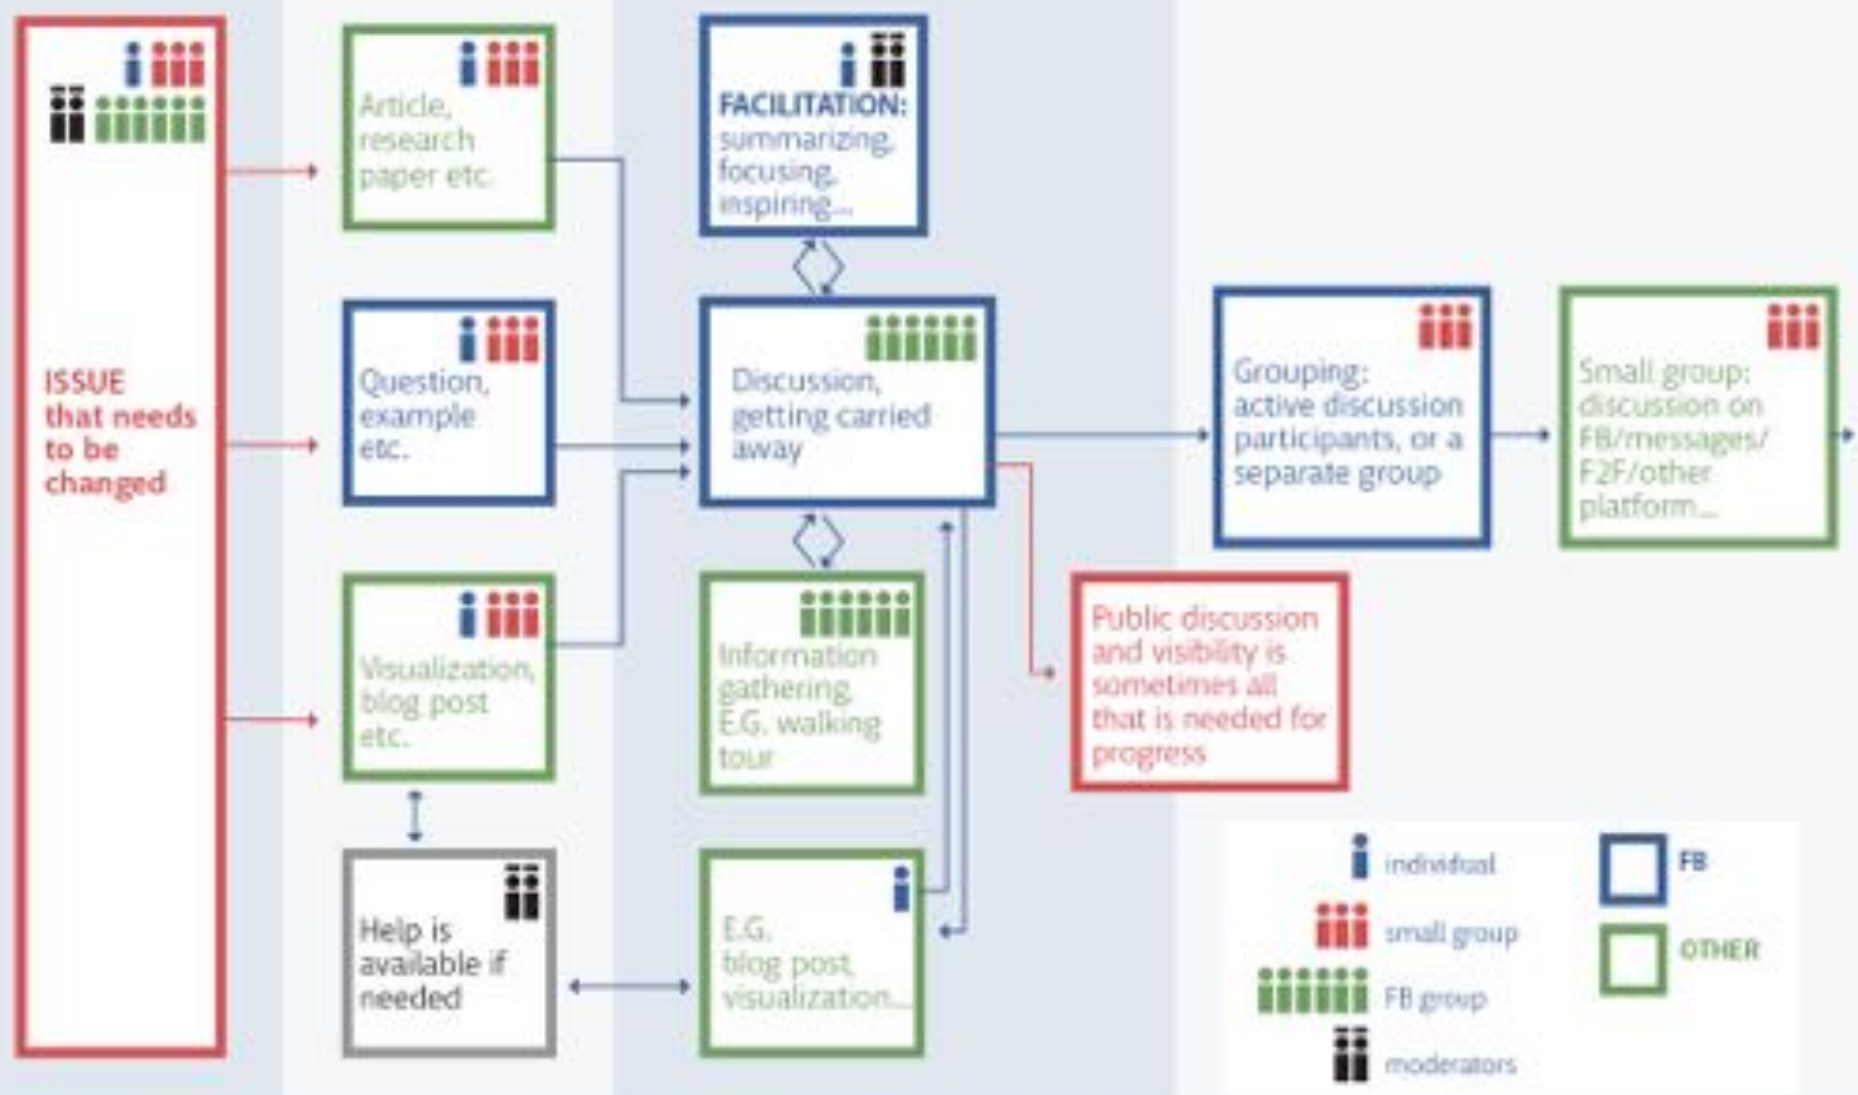 ISSUE
that needs
to be
changed
Article,
research
paper etc.
Question,
example
etc.
Visualization,
blog post
etc.
Help is
available if
needed
FACILITATION:
summarizing,
focusing,
inspiring...
Discussion,
getting carried
away
Information
gathering,
E.G. walking
tour
E.G.
blog post,
visualization...
Public discussion
and visibility is
sometimes all
that is needed for
progress
Grouping:
active discussion
participants, or a
separate group
Small group:
discussion on
FB/messages/
F2F/other
platform...
individual
small group
FB group
moderators
FB
OTHER